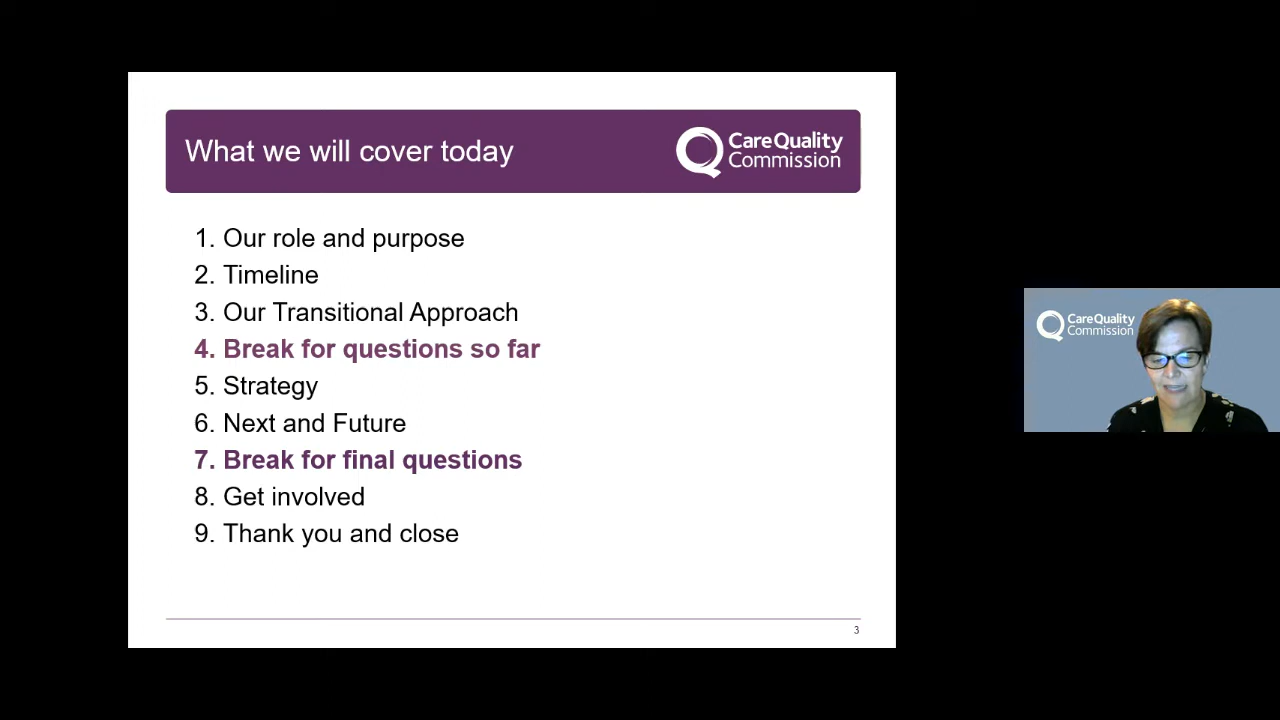 What we will cover today
CareQuality
Commission
1. Our role and purpose
2. Timeline
3. Our Transitional Approach
4. Break for questions so far
5. Strategy
6. Next and Future
7. Break for final questions
8. Get involved
9. Thank you and close
3
CareQuality
Commission